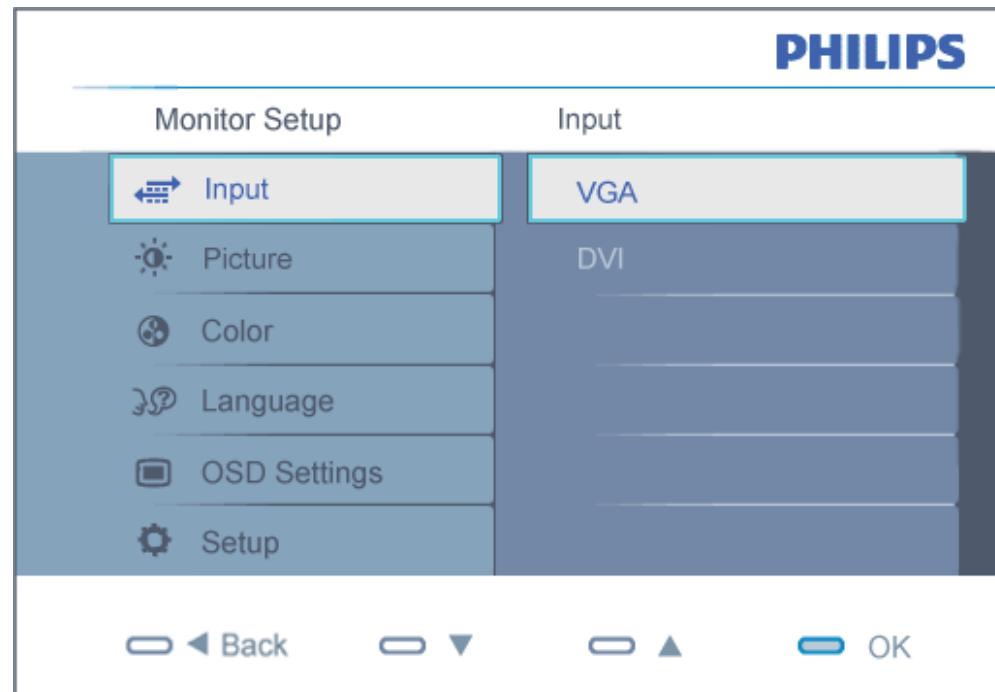 PHILIPS
Monitor Setup Input
Input VGA
Picture DVI
Color
Language
OSD Settings
Setup
Back OK